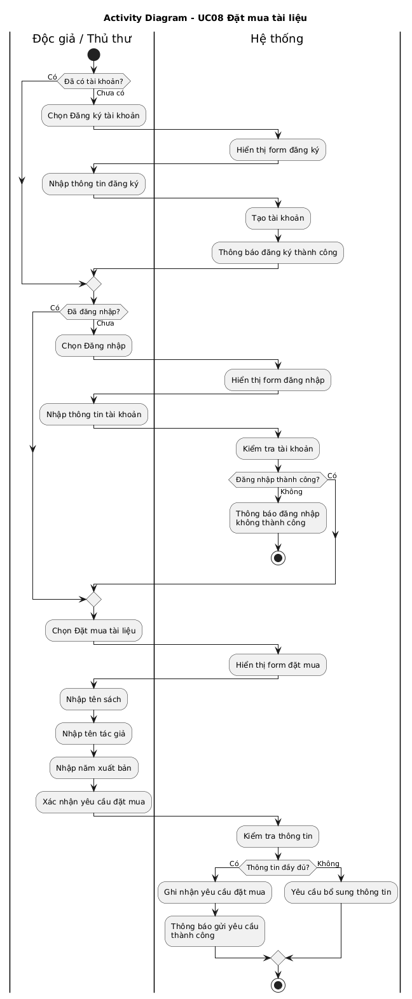 Activity Diagram - UC08 Đặt mua tài liệu
Độc giả / Thủ thư
Hệ thống
Có
Đã có tài khoản?
Chưa có
Chọn Đăng ký tài khoản
Hiển thị form đăng ký
Nhập thông tin đăng ký
Tạo tài khoản
Thông báo đăng ký thành công
Có
Đã đăng nhập?
Chưa
Chọn Đăng nhập
Hiển thị form đăng nhập
Nhập thông tin tài khoản
Kiểm tra tài khoản
Đăng nhập thành công?
Có
Không
Thông báo đăng nhập
không thành công
Chọn Đặt mua tài liệu
Hiển thị form đặt mua
Nhập tên sách
Nhập tên tác giả
Nhập năm xuất bản
Xác nhận yêu cầu đặt mua
Kiểm tra thông tin
Có
Thông tin đầy đủ?
Không
Ghi nhận yêu cầu đặt mua
Yêu cầu bổ sung thông tin
Thông báo gửi yêu cầu
thành công